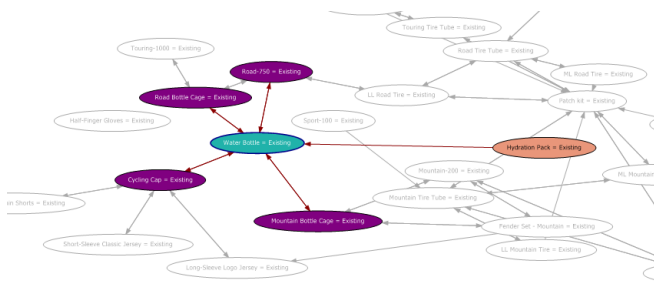 Touring Tire Tube = Existing
Touring-1000 = Existing
Road Tire Tube = Existing
Road-750 = Existing
ML Road Tire = Existing
Road Bottle Cage = Existing
LL Road Tire = Existing
Patch kit = Existing
Half-Finger Gloves = Existing
Sport-100 = Existing
Water Bottle = Existing
Hydration Pack = Existing
Mountain-200 = Existing
Cycling Cap = Existing
ML Mountain
Mountain Tire Tube = Existing
en Shorts = Existing
Mountain Bottle Cage = Existing
Fender Set - Mountain = Existing
Short-Sleeve Classic Jersey = Existing
LL Mountain Tire = Existing
Long-Sleeve Logo Jersey = Existing